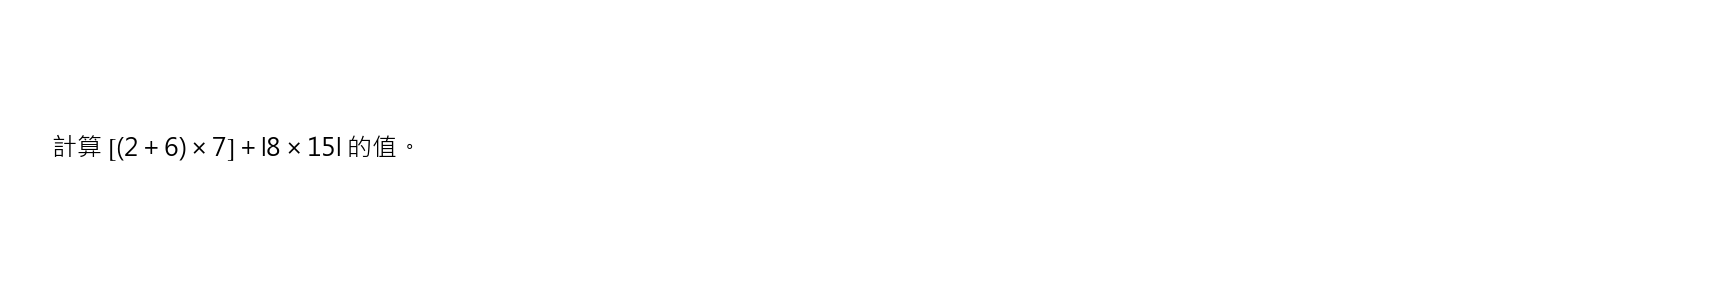 計算 [(2 + 6) × 7] + l8 × 15l 的值。